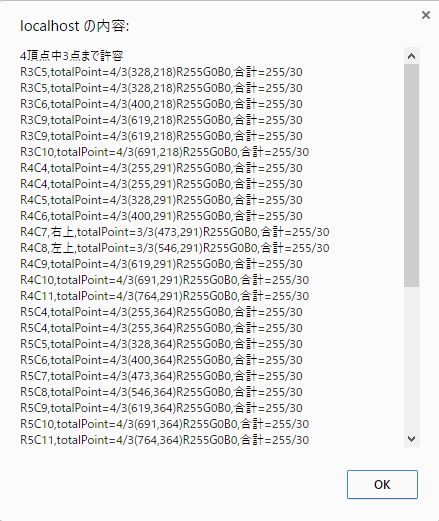 localhost の内容:
4頂点中3点まで許容
R3C5,totalPoint=4/3(328,218)R255G0B0,合計=255/30
R3C5,totalPoint=4/3(328,218)R255G0B0,合計=255/30
R3C6,totalPoint=4/3(400,218)R255G0B0,合計=255/30
R3C9,totalPoint=4/3(619,218)R255G0B0,合計=255/30
R3C9,totalPoint=4/3(619,218)R255G0B0,合計=255/30
R3C10,totalPoint=4/3(691,218)R255G0B0,合計=255/30
R4C4,totalPoint=4/3(255,291)R255G0B0,合計=255/30
R4C4,totalPoint=4/3(255,291)R255G0B0,合計=255/30
R4C5,totalPoint=4/3(328,291)R255G0B0,合計=255/30
R4C6,totalPoint=4/3(400,291)R255G0B0,合計=255/30
R4C7,右上,totalPoint=3/3(473,291)R255G0B0,合計=255/30
R4C8,左上,totalPoint=3/3(546,291)R255G0B0,合計=255/30
R4C9,totalPoint=4/3(619,291)R255G0B0,合計=255/30
R4C10,totalPoint=4/3(691,291)R255G0B0,合計=255/30
R4C11,totalPoint=4/3(764,291)R255G0B0,合計=255/30
R5C4,totalPoint=4/3(255,364)R255G0B0,合計=255/30
R5C4,totalPoint=4/3(255,364)R255G0B0,合計=255/30
R5C5,totalPoint=4/3(328,364)R255G0B0,合計=255/30
R5C6,totalPoint=4/3(400,364)R255G0B0,合計=255/30
R5C7,totalPoint=4/3(473,364)R255G0B0,合計=255/30
R5C8,totalPoint=4/3(546,364)R255G0B0,合計=255/30
R5C9,totalPoint=4/3(619,364)R255G0B0,合計=255/30
R5C10,totalPoint=4/3(691,364)R255G0B0,合計=255/30
R5C11,totalPoint=4/3(764,364)R255G0B0,合計=255/30
OK